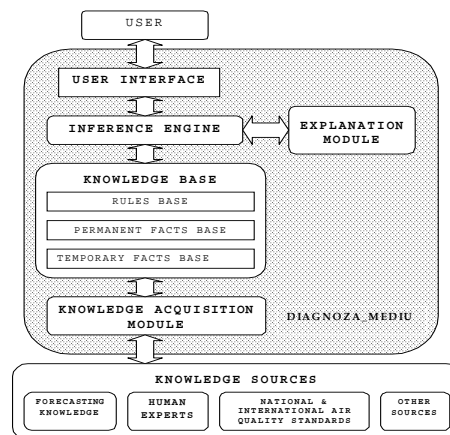 USER
USER INTERFACE
INFERENCE ENGINE
EXPLANATION
MODULE
KNOWLEDGE BASE
RULES BASE
PERMANENT FACTS BASE
TEMPORARY FACTS BASE
KNOWLEDGE ACQUISITION
MODULE
DIAGNOZA_MEDIU
KNOWLEDGE SOURCES
FORECASTING
KNOWLEDGE
HUMAN
EXPERTS
NATIONAL &
INTERNATIONAL AIR
QUALITY STANDARDS
OTHER
SOURCES